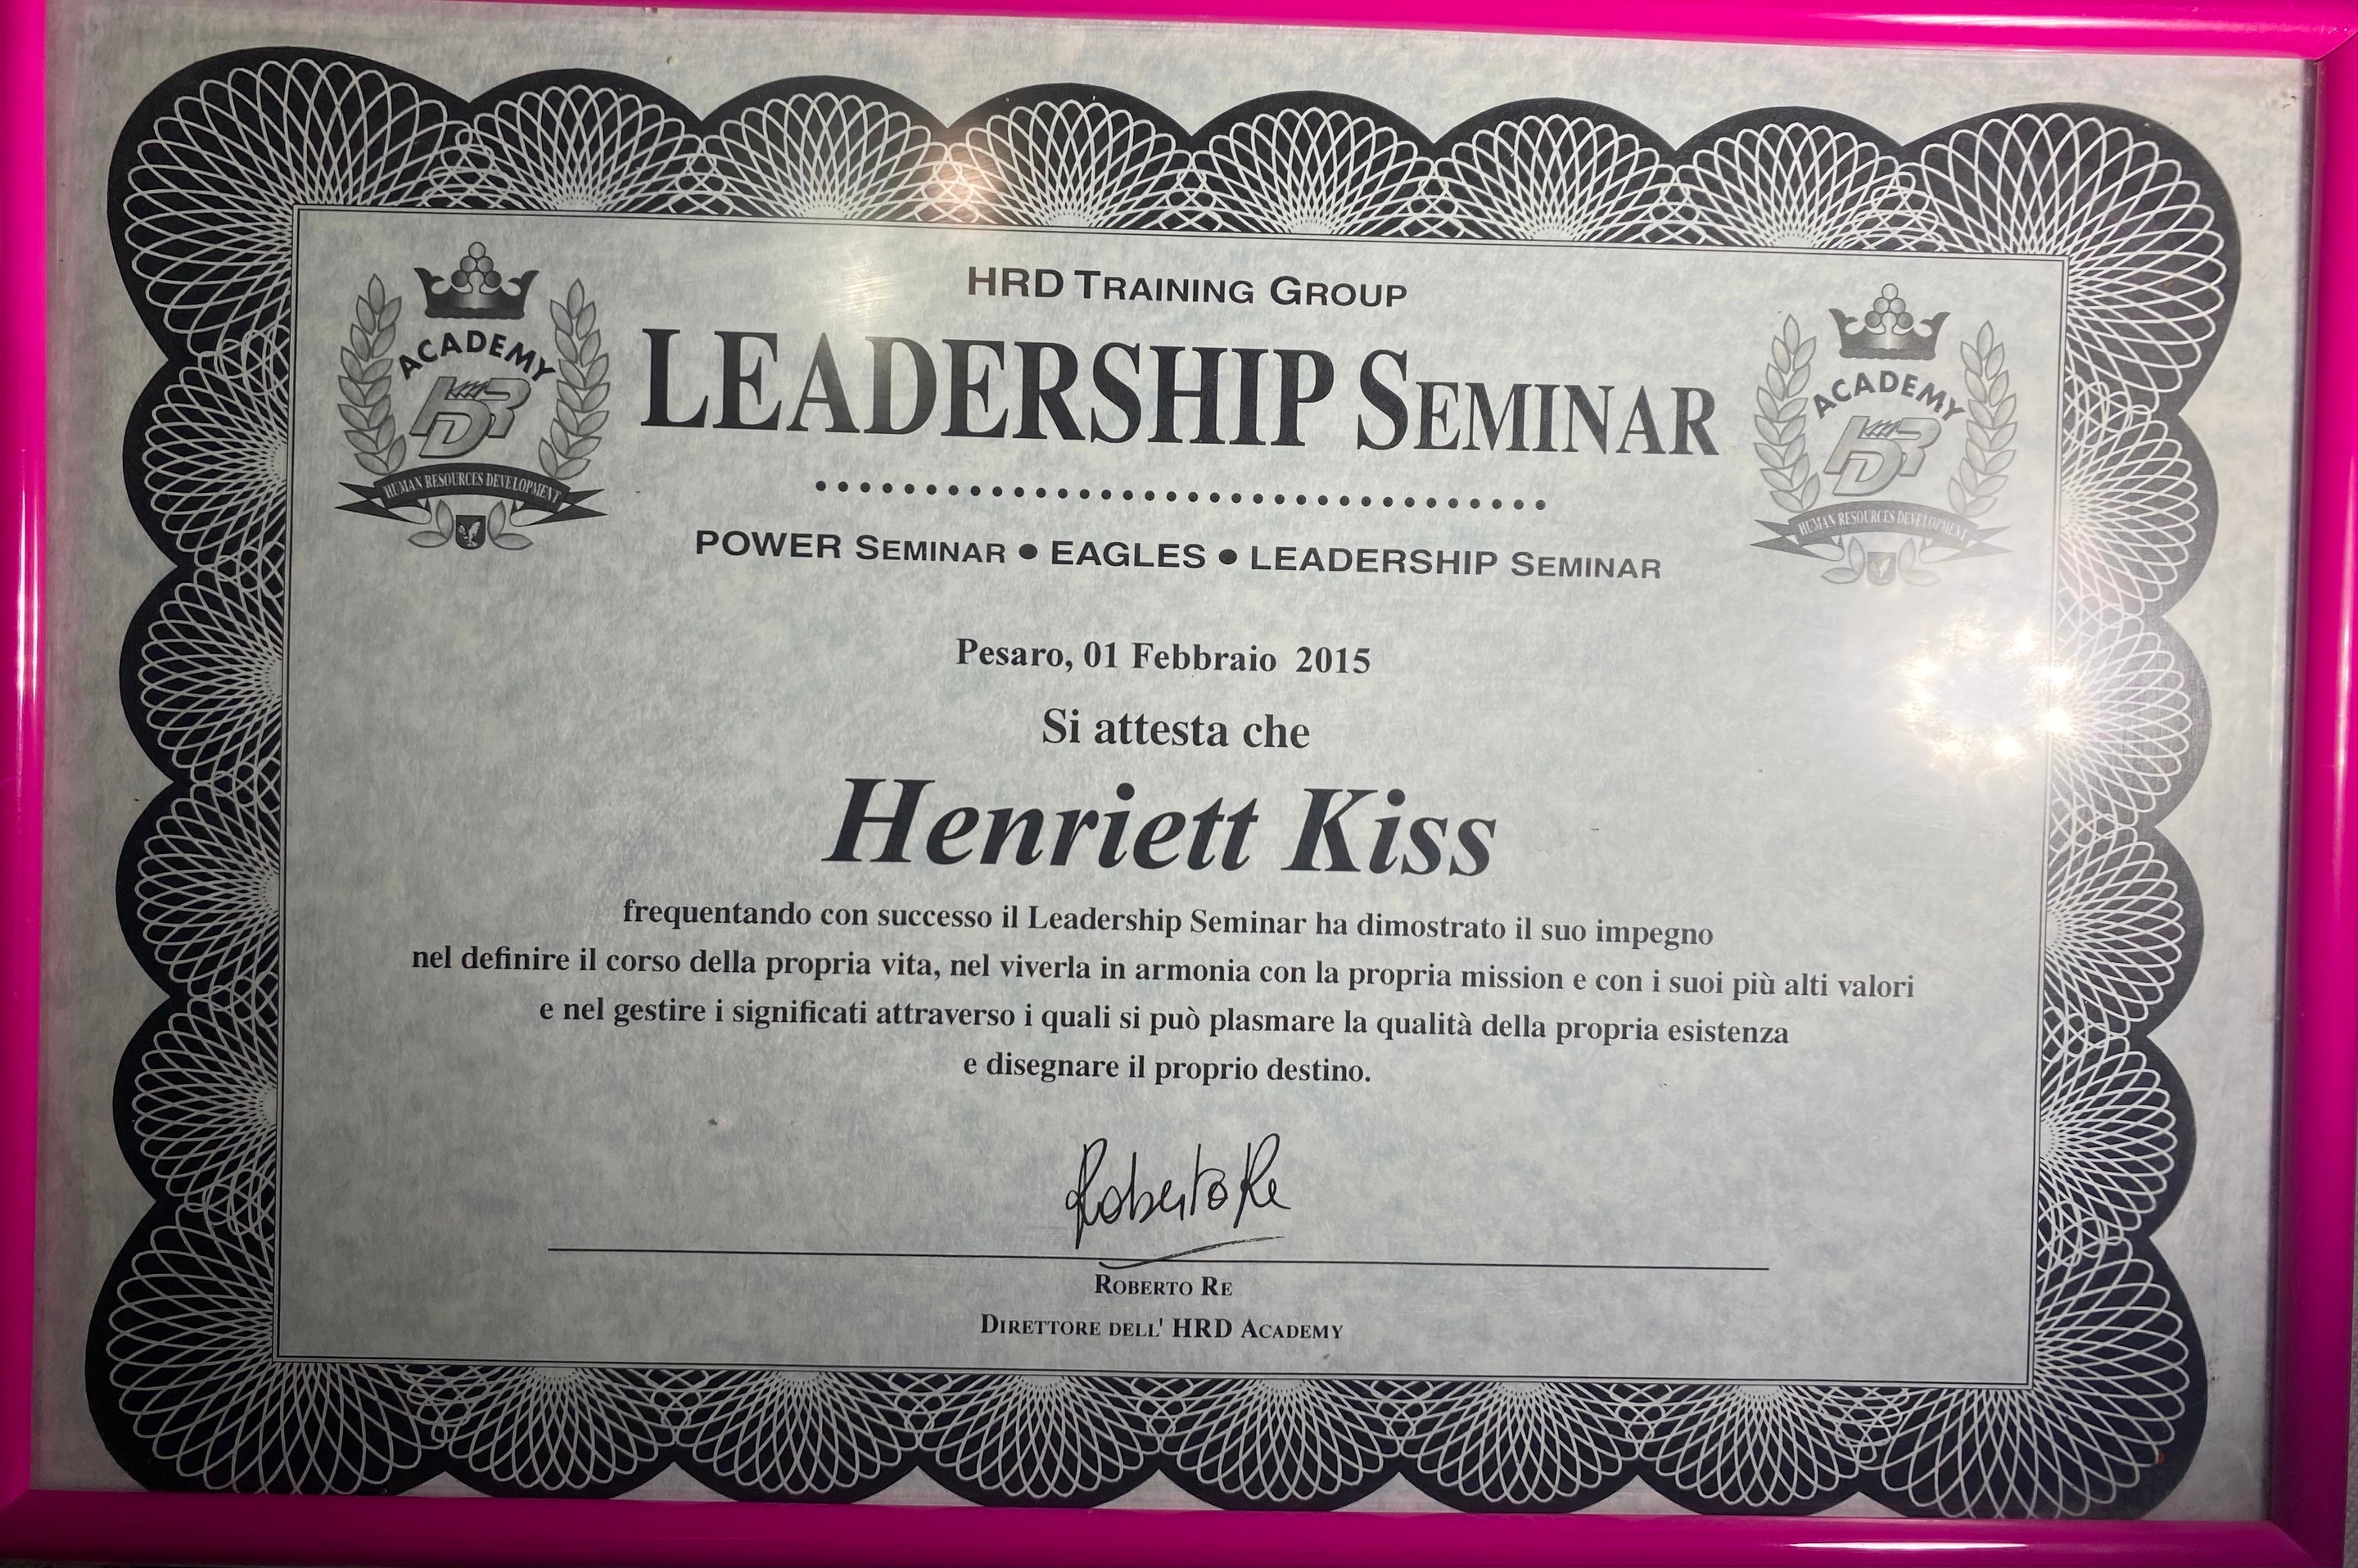 HRD TRAINING GROUP
LEADERSHIP SEMINAR
ACADEMY
HRD
HUMAN RESOURCES DEVELOPMENT
ACADEMY
HRD
HUMAN RESOURCES DEVELOPMENT
POWER SEMINAR • EAGLES • LEADERSHIP SEMINAR
Pesaro, 01 Febbraio 2015
Si attesta che
Henriett Kiss
frequentando con successo il Leadership Seminar ha dimostrato il suo impegno
nel definire il corso della propria vita, nel viverla in armonia con la propria mission e con i suoi più alti valori
e nel gestire i significati attraverso i quali si può plasmare la qualità della propria esistenza
e disegnare il proprio destino.
Roberto Re
ROBERTO RE
DIRETTORE DELL' HRD ACADEMY